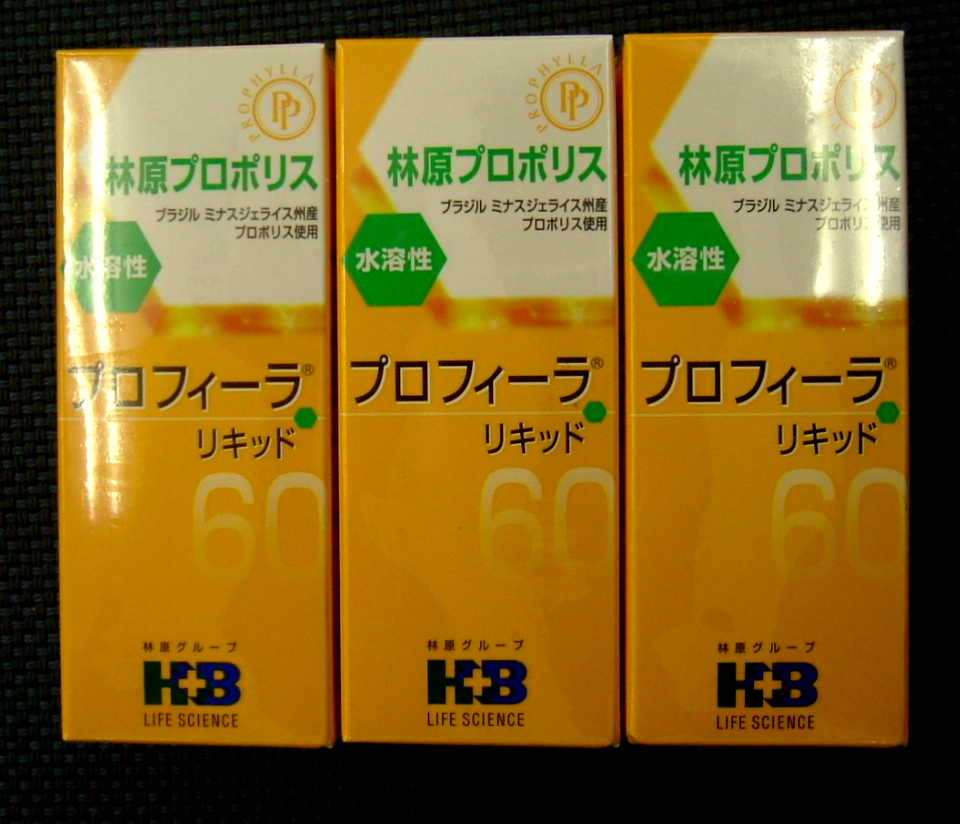 PROPHYLLA
PP
林原プロポリス
ブラジル ミナスジェライス州産
プロポリス使用
水溶性
プロフィーラ®
リキッド
60
林原グループ
H+B
LIFE SCIENCE
PROPHYLLA
PP
林原プロポリス
ブラジル ミナスジェライス州産
プロポリス使用
水溶性
プロフィーラ®
リキッド
60
林原グループ
H+B
LIFE SCIENCE
PROPHYLLA
PP
林原プロポリス
ブラジル ミナスジェライス州産
プロポリス使用
水溶性
プロフィーラ®
リキッド
60
林原グループ
H+B
LIFE SCIENCE